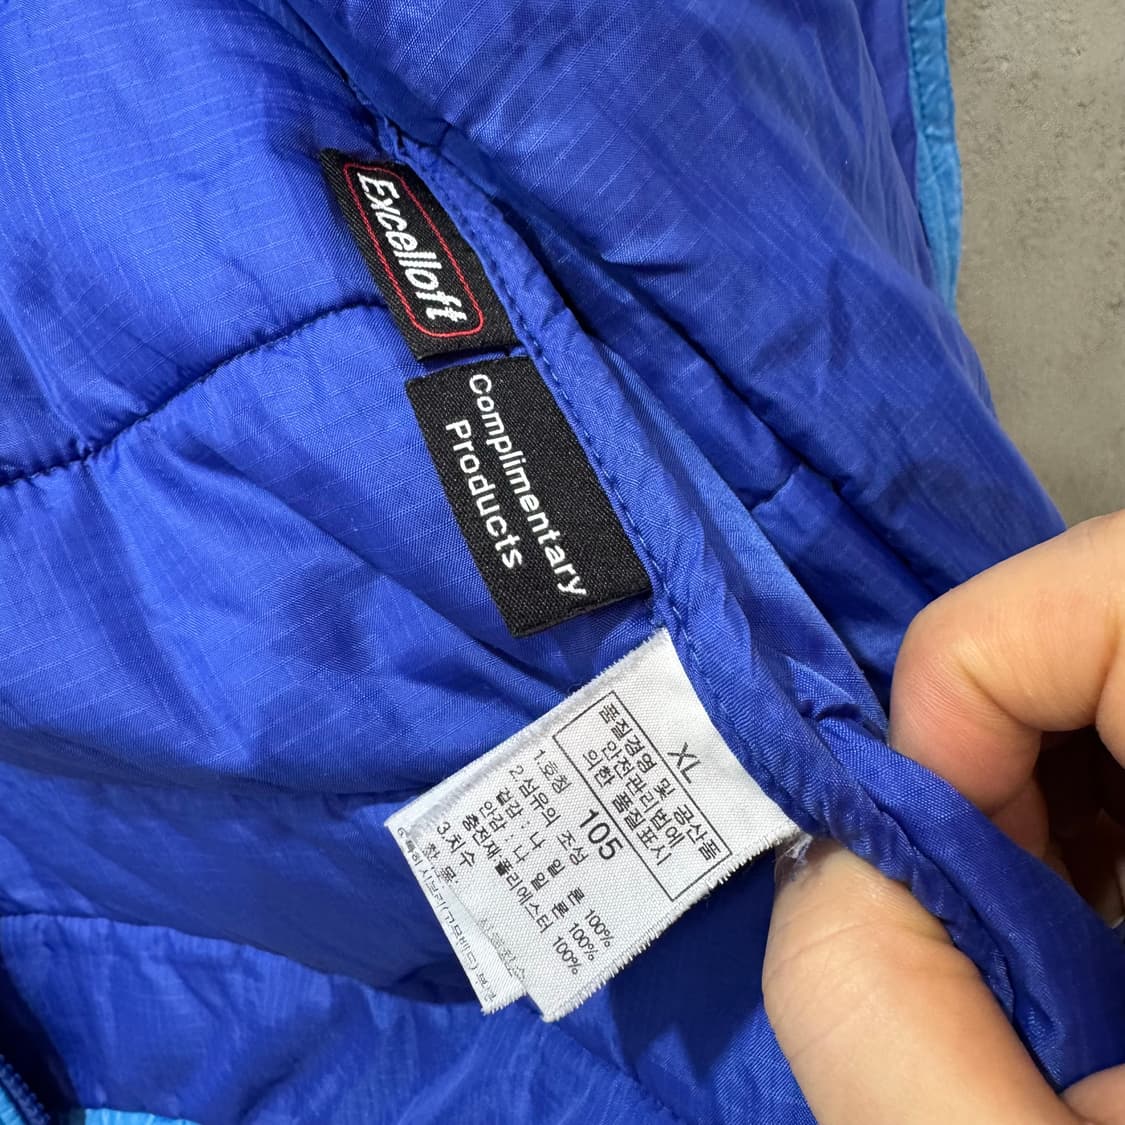 Excelloft
Complimentary
Products
XL
품질경영 및 공산품
안전관리법에
의한 품질표시
1.호칭 105
2.섬유의 조성
겉감 : 나 일 론 100%
안감 : 나 일 론 100%
충전재:폴리에스터 100%
3.치수